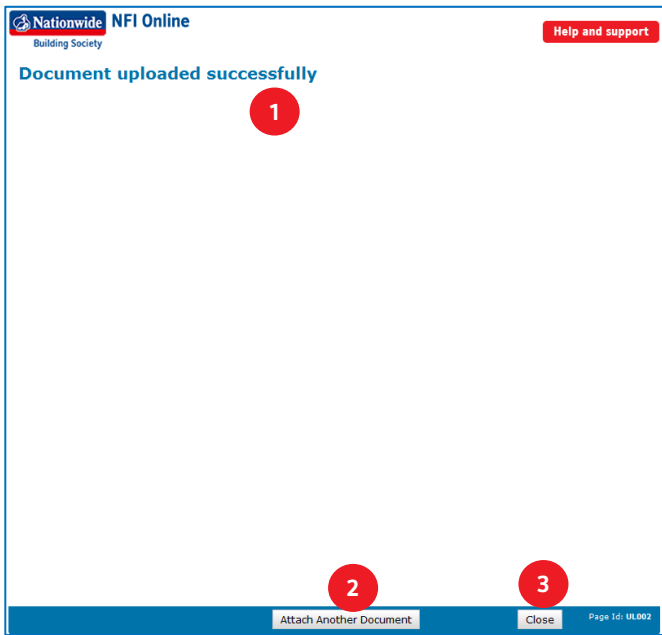 Nationwide NFI Online
Building Society
Help and support
Document uploaded successfully
1
2
3
Attach Another Document Close Page Id: UL002